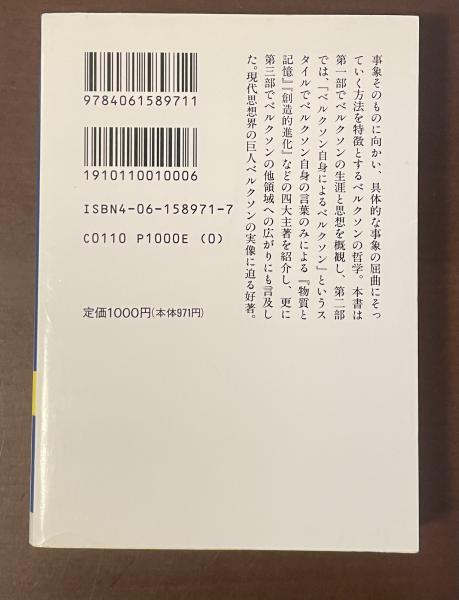 事象そのものに向かい、具体的な事象の屈曲にそっ
ていく方法を特徴とするベルクソンの哲学。本書は
第一部でベルクソンの生涯と思想を概観し、第二部
では、「ベルクソン自身によるベルクソン」というス
タイルでベルクソン自身の言葉のみによる『物質と
記憶』『創造的進化』などの四大主著を紹介し、更に
第三部でベルクソンの他領域への広がりにも言及し
た。現代思想界の巨人ベルクソンの実像に迫る好著。
9784061589711
1910110010006
ISBN4-06-158971-7
C0110 P1000E (0)
定価1000円(本体971円)